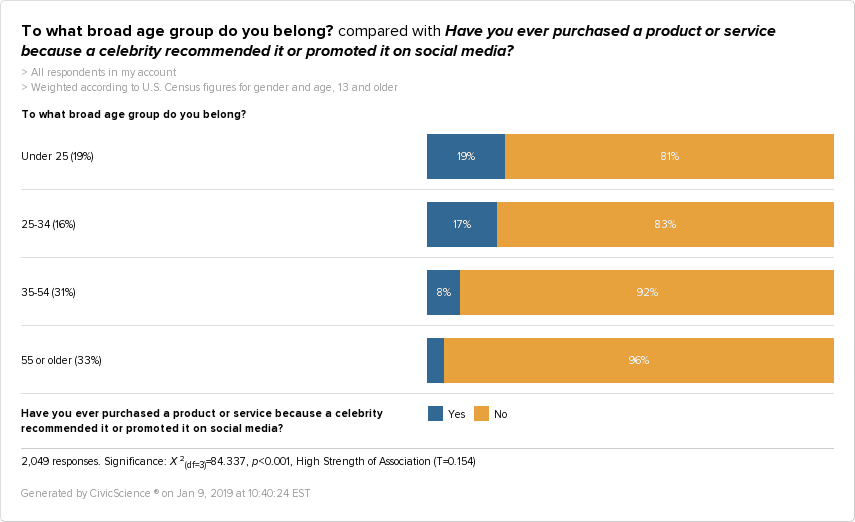 To what broad age group do you belong? compared with Have you ever purchased a product or service
because a celebrity recommended it or promoted it on social media?
> All respondents in my account
> Weighted according to U.S. Census figures for gender and age, 13 and older
To what broad age group do you belong?
Under 25 (19%) 19% 81%
25-34 (16%) 17% 83%
35-54 (31%) 8% 92%
55 or older (33%) 96%
Have you ever purchased a product or service because a celebrity
recommended it or promoted it on social media?
Yes No
2,049 responses. Significance: X ²(df=3)=84.337, p<0.001, High Strength of Association (T=0.154)
Generated by CivicScience ® on Jan 9, 2019 at 10:40:24 EST